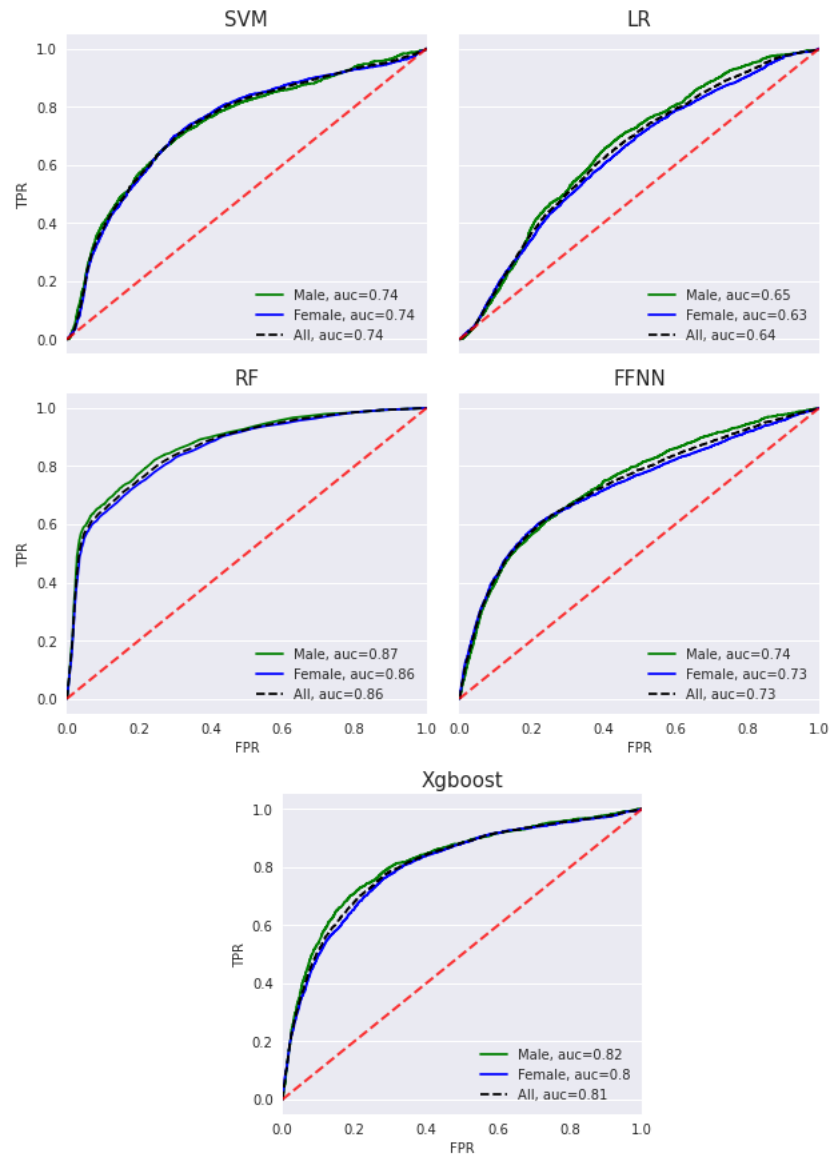 SVM
LR
1.0
0.8
0.6
0.4
0.2
0.0
TPR
Male, auc=0.74
Female, auc=0.74
All, auc=0.74
TPR
Male, auc=0.65
Female, auc=0.63
All, auc=0.64
RF
FFNN
1.0
0.8
0.6
0.4
0.2
0.0
TPR
Male, auc=0.87
Female, auc=0.86
All, auc=0.86
0.0 0.2 0.4 0.6 0.8 1.0
FPR
TPR
Male, auc=0.74
Female, auc=0.73
All, auc=0.73
0.0 0.2 0.4 0.6 0.8 1.0
FPR
Xgboost
1.0
0.8
0.6
0.4
0.2
0.0
TPR
Male, auc=0.82
Female, auc=0.8
All, auc=0.81
0.0 0.2 0.4 0.6 0.8 1.0
FPR